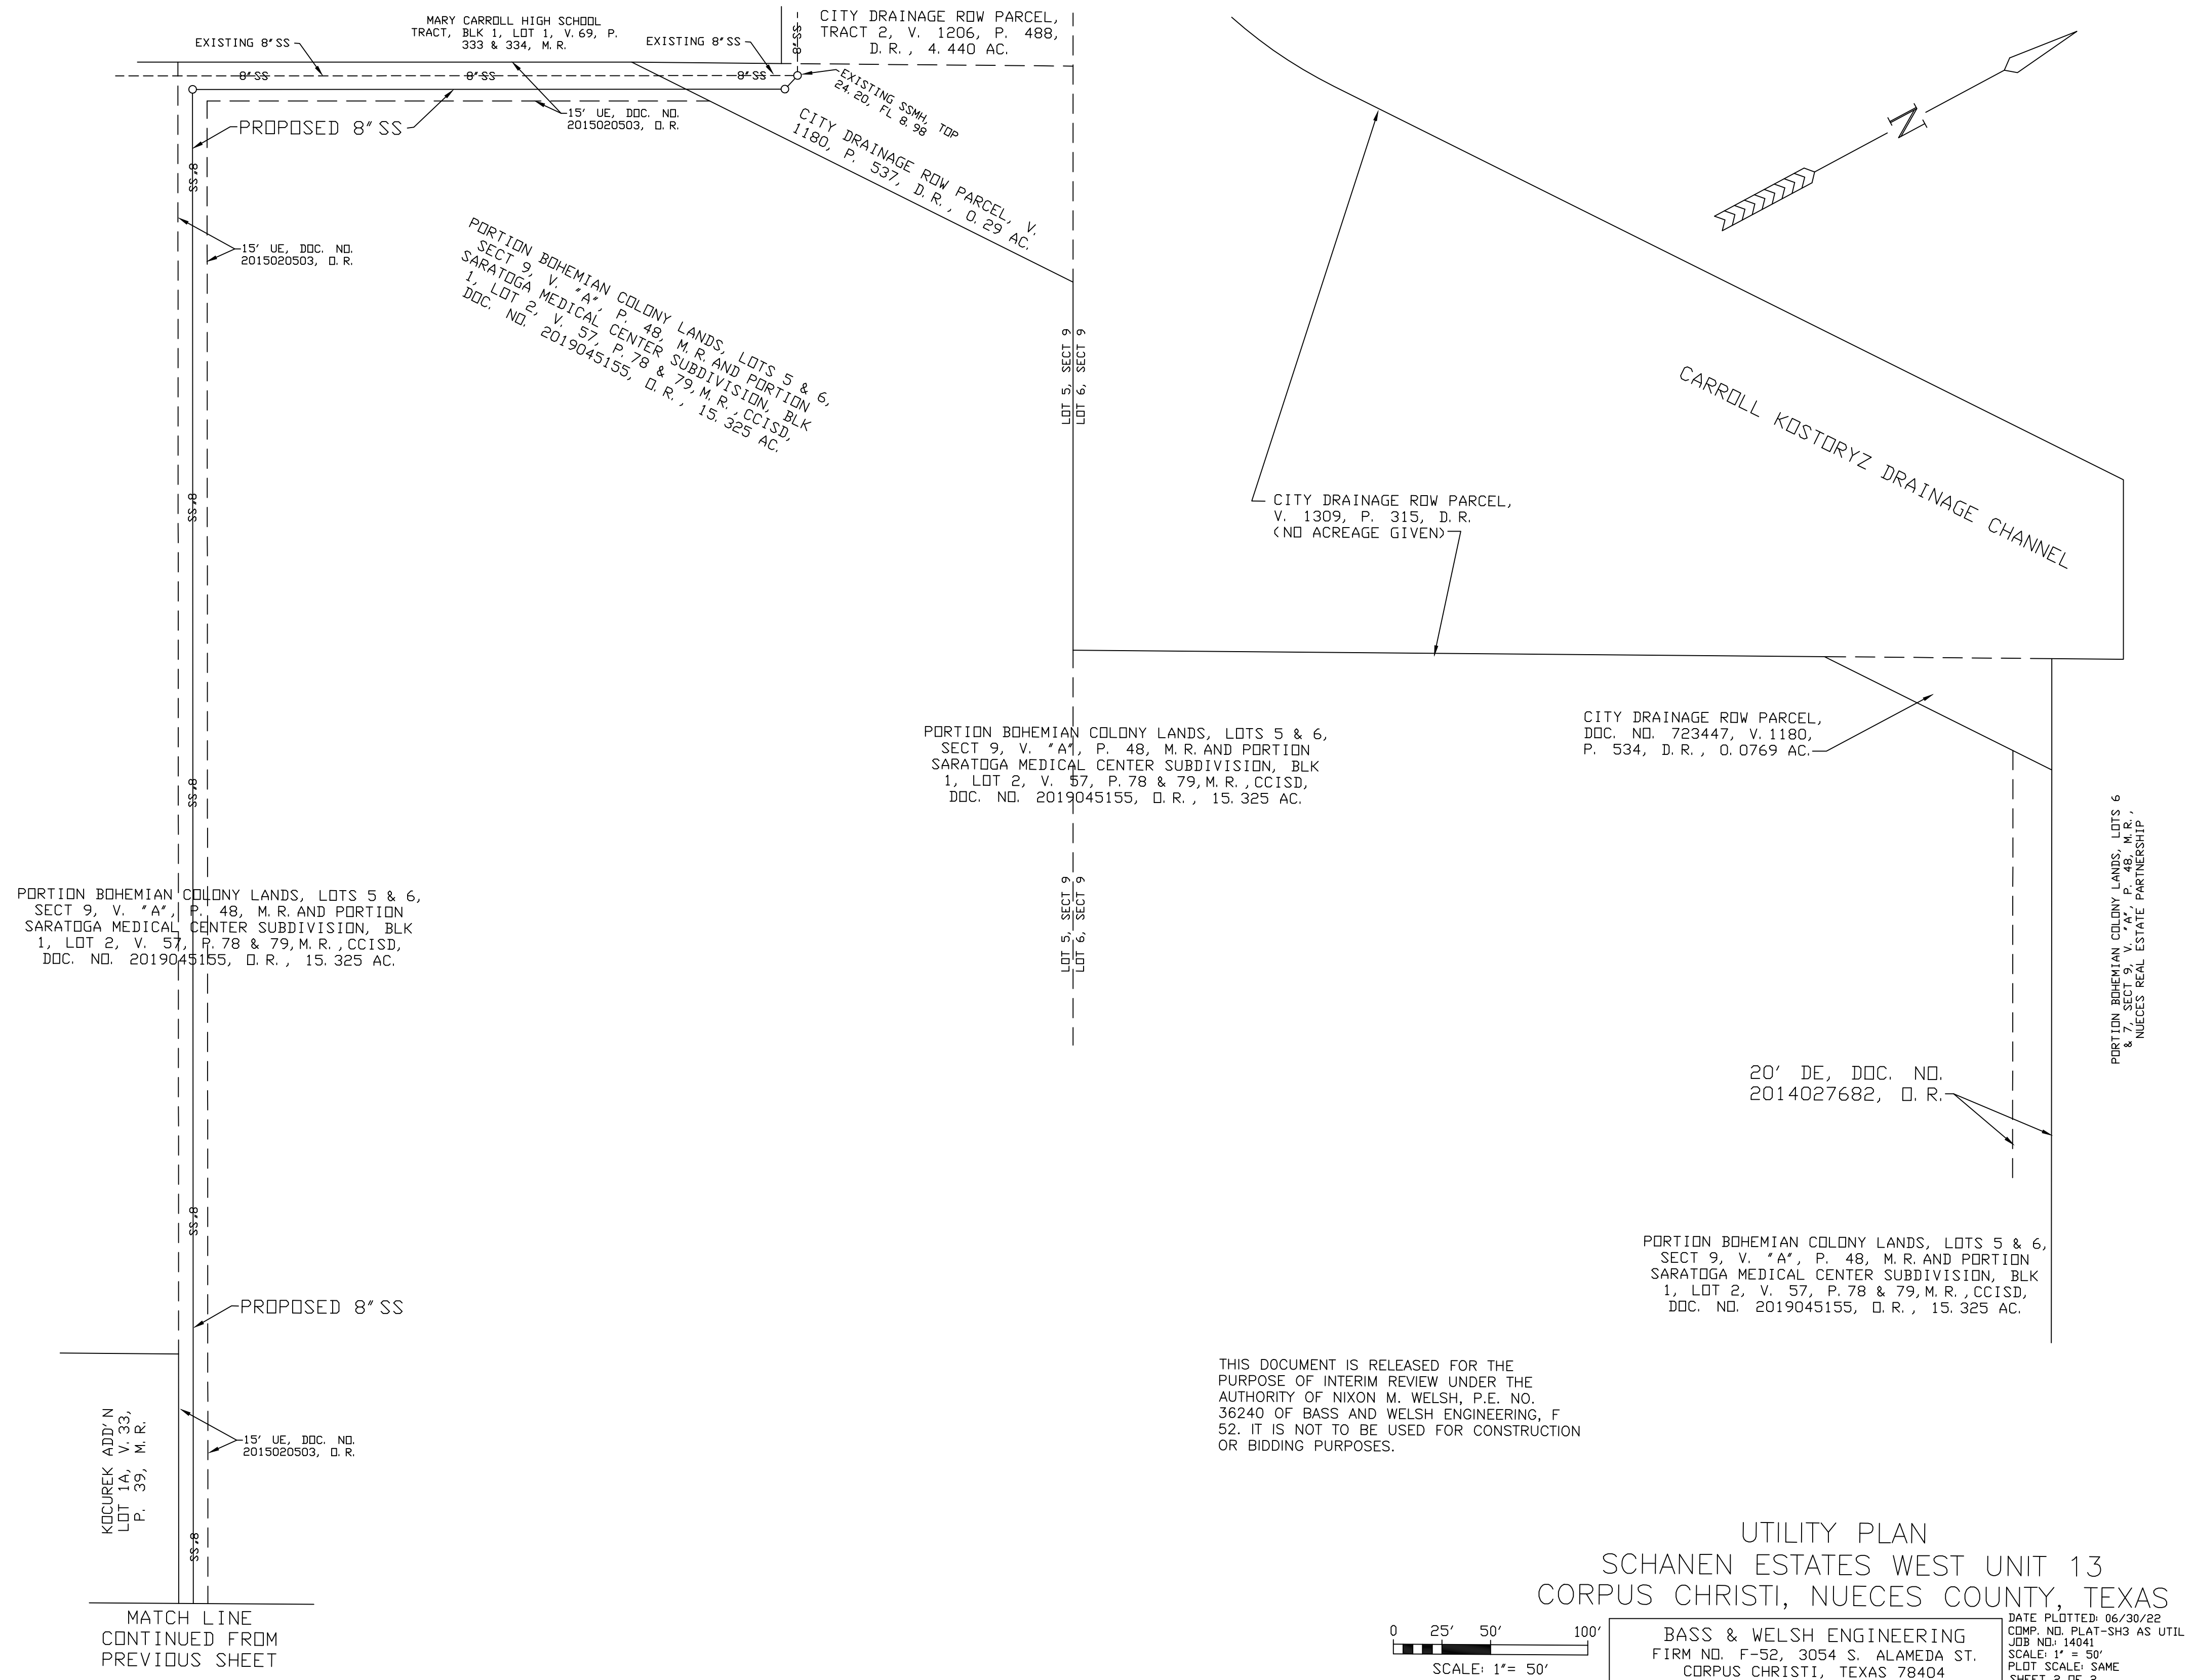 MARY CARROLL HIGH SCHOOL
TRACT, BLK 1, LOT 1, V. 69, P.
333 & 334, M. R.
EXISTING 8" SS
EXISTING 8" SS
8" SS
CITY DRAINAGE ROW PARCEL,
TRACT 2, V. 1206, P. 488,
D. R. , 4. 440 AC.
8" SS
8" SS
8" SS
EXISTING SSMH, TOP
24. 20, FL 8. 98
PROPOSED 8" SS
15' UE, DOC. NO.
2015020503, O. R.
CITY DRAINAGE ROW PARCEL, V.
1180, P. 537, D. R. , 0. 29 AC.
N
8" SS
15' UE, DOC. NO.
2015020503, O. R.
PORTION BOHEMIAN COLONY LANDS, LOTS 5 & 6,
SECT 9, V. "A", P. 48, M. R. AND PORTION
SARATOGA MEDICAL CENTER SUBDIVISION, BLK
1, LOT 2, V. 57, P. 78 & 79, M. R. , CCISD,
DOC. NO. 2019045155, O. R. , 15. 325 AC.
LOT 5, SECT 9
LOT 6, SECT 9
CARROLL KOSTORYZ DRAINAGE CHANNEL
8" SS
CITY DRAINAGE ROW PARCEL,
V. 1309, P. 315, D. R.
(NO ACREAGE GIVEN)
PORTION BOHEMIAN COLONY LANDS, LOTS 5 & 6,
SECT 9, V. "A", P. 48, M. R. AND PORTION
SARATOGA MEDICAL CENTER SUBDIVISION, BLK
1, LOT 2, V. 57, P. 78 & 79, M. R. , CCISD,
DOC. NO. 2019045155, O. R. , 15. 325 AC.
CITY DRAINAGE ROW PARCEL,
DOC. NO. 723447, V. 1180,
P. 534, D. R. , 0. 0769 AC.
8" SS
PORTION BOHEMIAN COLONY LANDS, LOTS 6
& 7, SECT 9, V. "A", P. 48, M. R. ,
NUECES REAL ESTATE PARTNERSHIP
PORTION BOHEMIAN COLONY LANDS, LOTS 5 & 6,
SECT 9, V. "A", P. 48, M. R. AND PORTION
SARATOGA MEDICAL CENTER SUBDIVISION, BLK
1, LOT 2, V. 57, P. 78 & 79, M. R. , CCISD,
DOC. NO. 2019045155, O. R. , 15. 325 AC.
LOT 5, SECT 9
LOT 6, SECT 9
20' DE, DOC. NO.
2014027682, O. R.
8" SS
PORTION BOHEMIAN COLONY LANDS, LOTS 5 & 6,
SECT 9, V. "A", P. 48, M. R. AND PORTION
SARATOGA MEDICAL CENTER SUBDIVISION, BLK
1, LOT 2, V. 57, P. 78 & 79, M. R. , CCISD,
DOC. NO. 2019045155, O. R. , 15. 325 AC.
PROPOSED 8" SS
THIS DOCUMENT IS RELEASED FOR THE
PURPOSE OF INTERIM REVIEW UNDER THE
AUTHORITY OF NIXON M. WELSH, P.E. NO.
36240 OF BASS AND WELSH ENGINEERING, F
52. IT IS NOT TO BE USED FOR CONSTRUCTION
OR BIDDING PURPOSES.
KOCUREK ADD'N
LOT 1A, V. 33,
P. 39, M. R.
15' UE, DOC. NO.
2015020503, O. R.
8" SS
MATCH LINE
CONTINUED FROM
PREVIOUS SHEET
UTILITY PLAN
SCHANEN ESTATES WEST UNIT 13
CORPUS CHRISTI, NUECES COUNTY, TEXAS
0 25' 50' 100'
SCALE: 1"= 50'
BASS & WELSH ENGINEERING
FIRM NO. F-52, 3054 S. ALAMEDA ST.
CORPUS CHRISTI, TEXAS 78404
DATE PLOTTED: 06/30/22
COMP. NO. PLAT-SH3 AS UTIL
JOB NO.: 14041
SCALE: 1" = 50'
PLOT SCALE: SAME
SHEET 2 OF 2